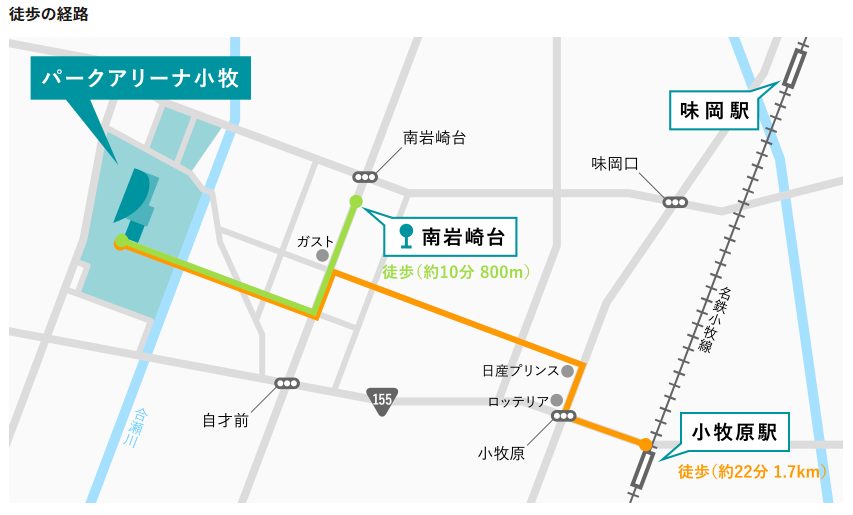 徒歩の経路
パークアリーナ小牧
味岡駅
南岩崎台
味岡口
ガスト
南岩崎台
徒歩(約10分 800m)
名鉄小牧線
日産プリンス
155
ロッテリア
自才前
合瀬川
小牧原
小牧原駅
徒歩(約22分 1.7km)